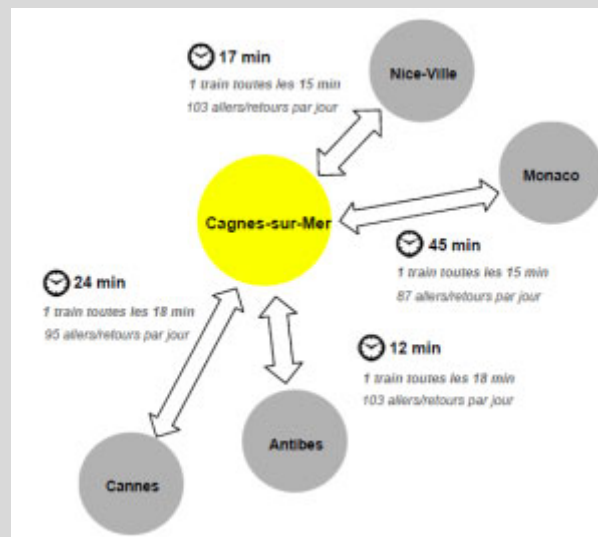 17 min
1 train toutes les 15 min
103 allers/retours par jour
Nice-Ville
Monaco
Cagnes-sur-Mer
45 min
1 train toutes les 15 min
87 allers/retours par jour
24 min
1 train toutes les 18 min
95 allers/retours par jour
12 min
1 train toutes les 18 min
103 allers/retours par jour
Antibes
Cannes